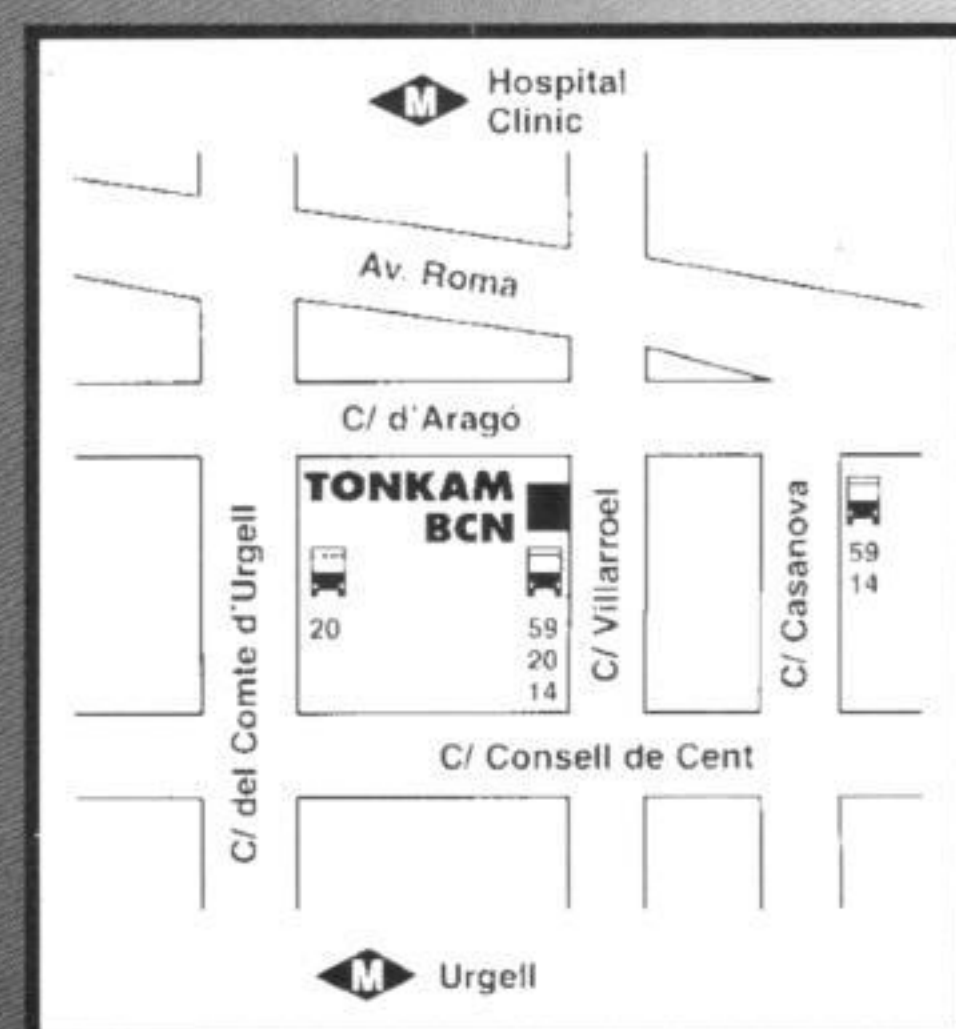 M
Hospital
Clinic
Av. Roma
C/ d'Aragó
TONKAM
BCN
20
59
20
14
59
14
C/ del Comte d'Urgell
C/ Villarroel
C/ Casanova
C/ Consell de Cent
M
Urgell